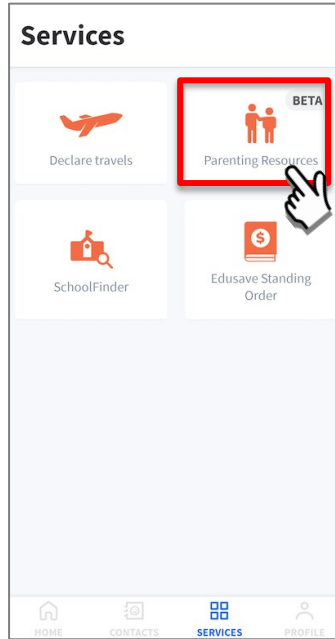 Services
Declare travels
BETA
Parenting Resources
SchoolFinder
$
Edusave Standing
Order
HOME
CONTACTS
SERVICES
PROFILE